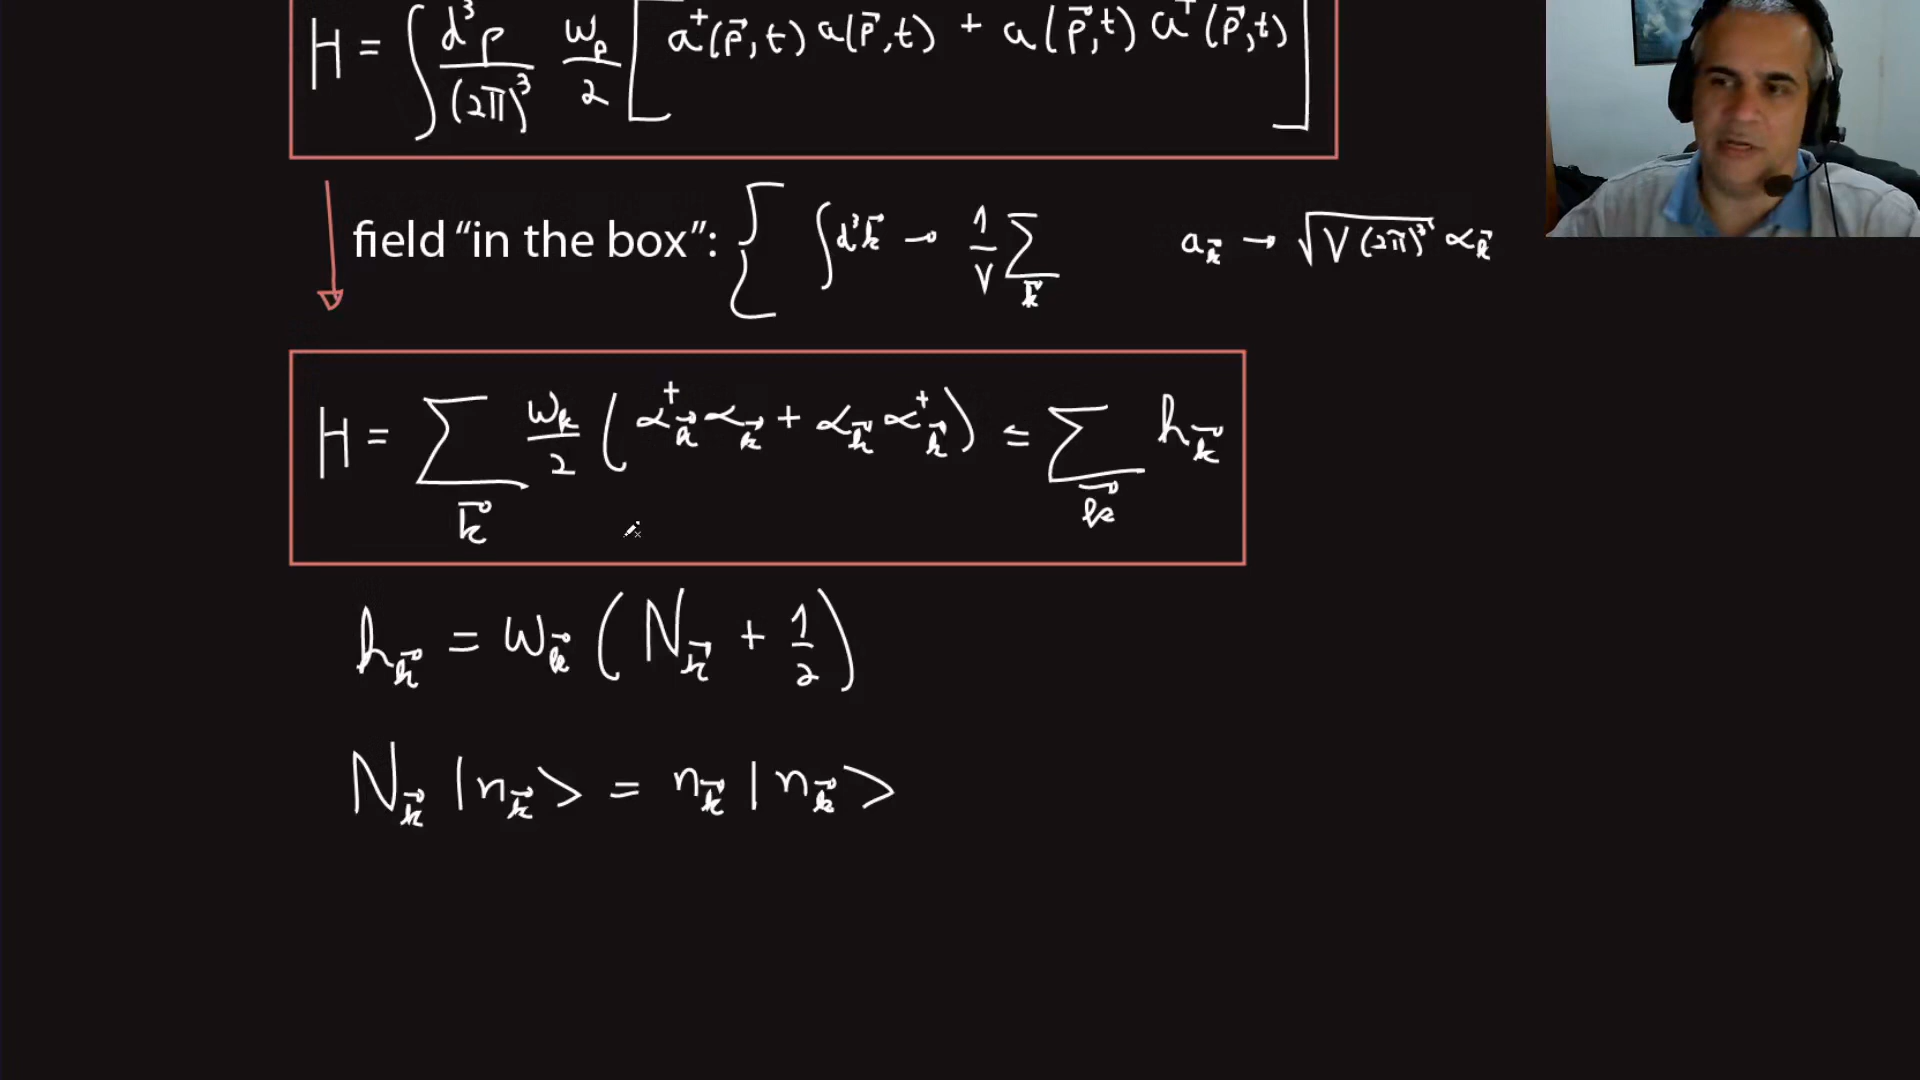 H = ∫ d³p/(2π)³ ω_p/2 [ a⁺(p⃗,t) a(p⃗,t) + a(p⃗,t) a⁺(p⃗,t) ]
field “in the box”: { ∫d³k⃗ → 1/V ∑_k⃗ a_k⃗ → √(V(2π)³) α_k⃗
H = ∑_k⃗ ω_k/2 ( α⁺_k⃗ α_k⃗ + α_k⃗ α⁺_k⃗ ) = ∑_k⃗ h_k⃗
h_k⃗ = ω_k⃗ ( N_k⃗ + 1/2 )
N_k⃗ |n_k⃗> = n_k⃗ |n_k⃗>